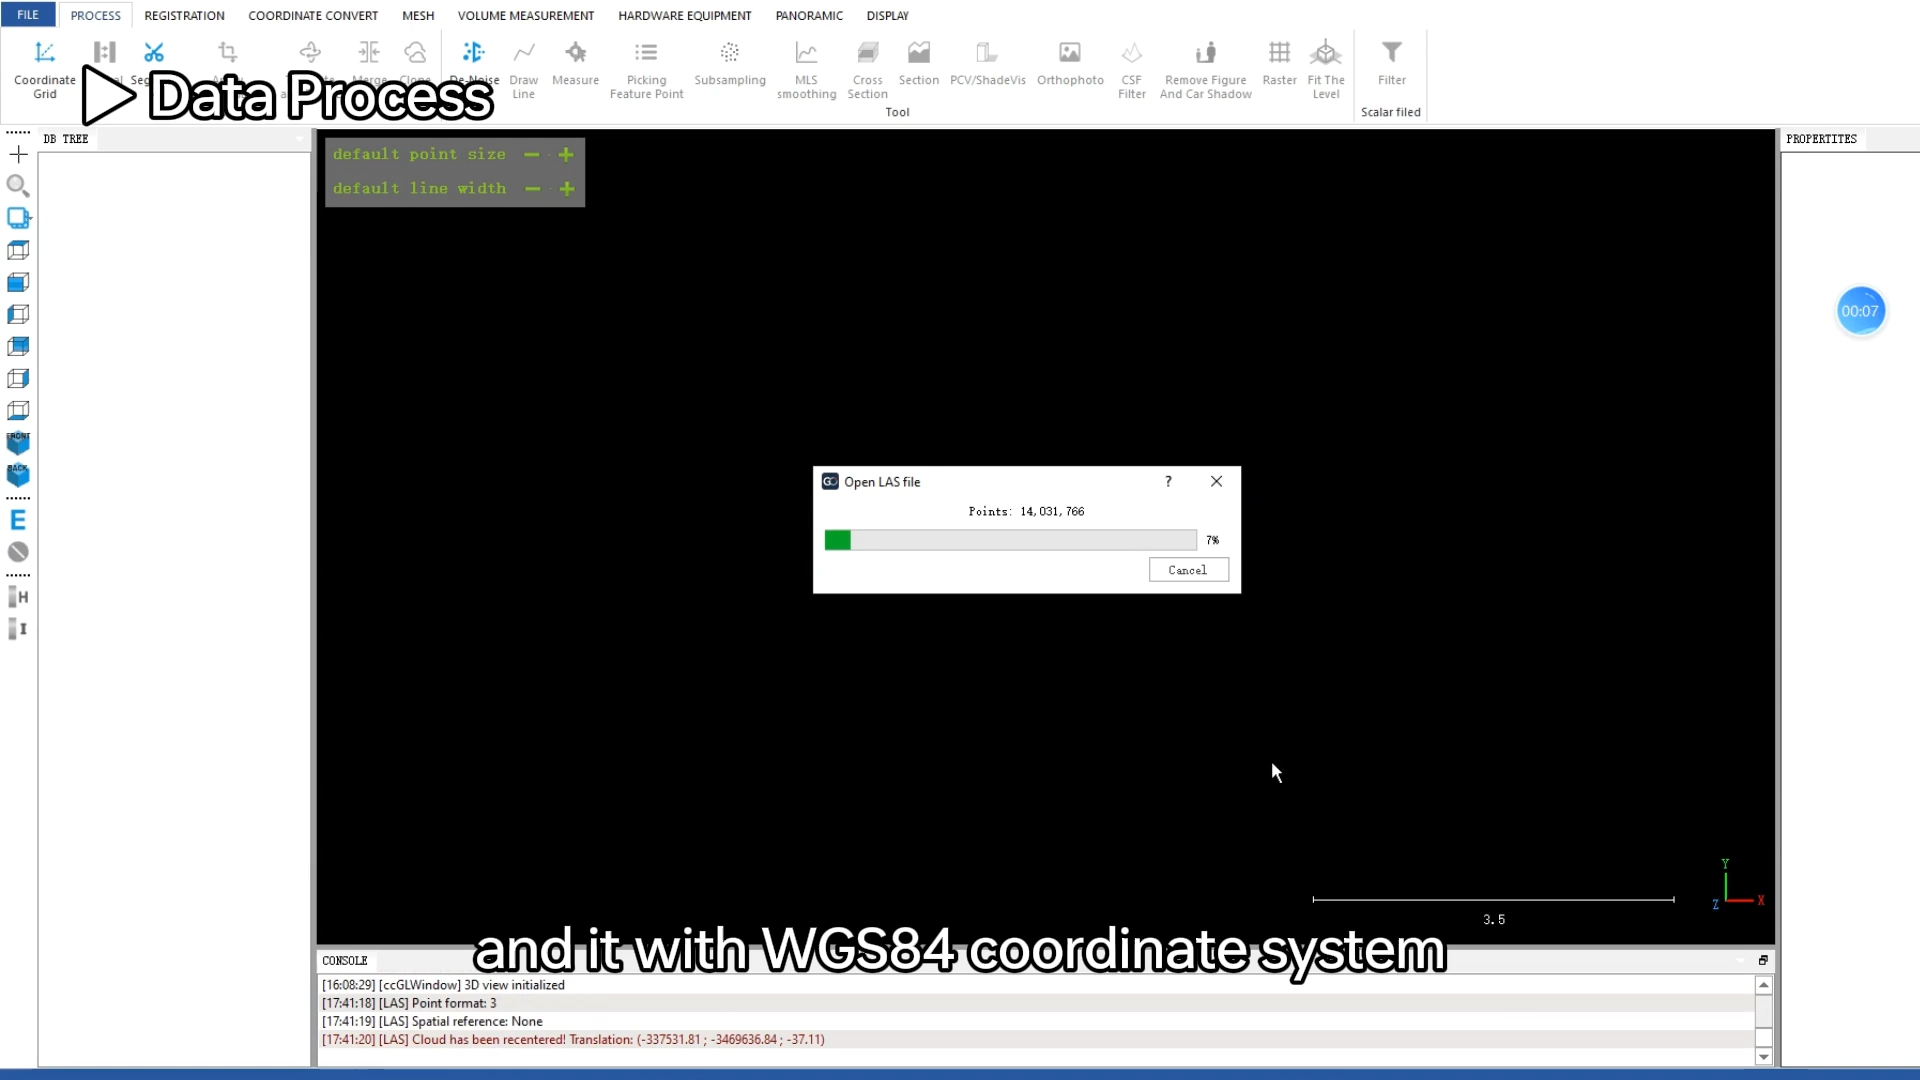 FILE PROCESS REGISTRATION COORDINATE CONVERT MESH VOLUME MEASUREMENT HARDWARE EQUIPMENT PANORAMIC DISPLAY
Coordinate Grid
De-Noise
Draw Line
Measure
Picking Feature Point
Subsampling
MLS smoothing
Cross Section
Section
PCV/ShadeVis
Orthophoto
CSF Filter
Remove Figure And Car Shadow
Raster
Fit The Level
Filter
Tool
Scalar filed
Data Process
DB TREE
PROPERTITES
default point size
default line width
FRONT
BACK
E
H
I
00:07
Open LAS file
Points: 14,031,766
7%
Cancel
Y
X
Z
3.5
and it with WGS84 coordinate system
CONSOLE
[16:08:29] [ccGLWindow] 3D view initialized
[17:41:18] [LAS] Point format: 3
[17:41:19] [LAS] Spatial reference: None
[17:41:20] [LAS] Cloud has been recentered! Translation: (-337531.81 ; -3469636.84 ; -37.11)